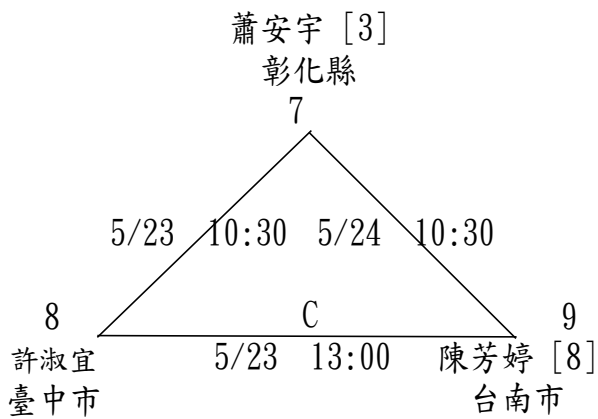 蕭安宇 [3]
彰化縣
7
5/23 10:30 5/24 10:30
8 C 9
許淑宜 5/23 13:00 陳芳婷 [8]
臺中市 台南市